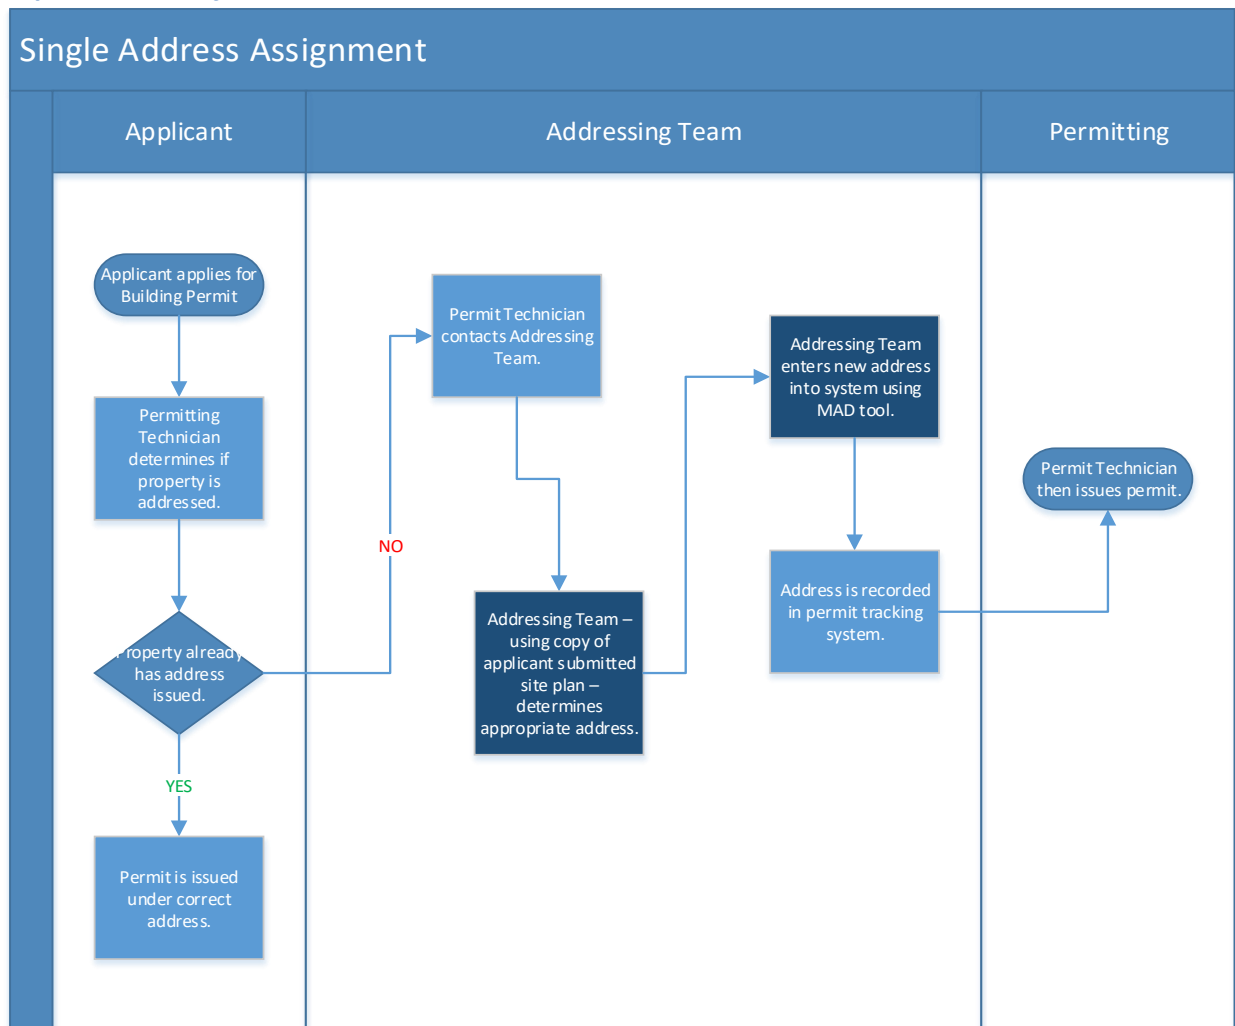 Single Address Assignment
Applicant
Addressing Team
Permitting
Applicant applies for
Building Permit
Permitting
Technician
determines if
property is
addressed.
Property already
has address
issued.
YES
Permit is issued
under correct
address.
NO
Permit Technician
contacts Addressing
Team.
Addressing Team –
using copy of
applicant submitted
site plan –
determines
appropriate address.
Addressing Team
enters new address
into system using
MAD tool.
Address is recorded
in permit tracking
system.
Permit Technician
then issues permit.